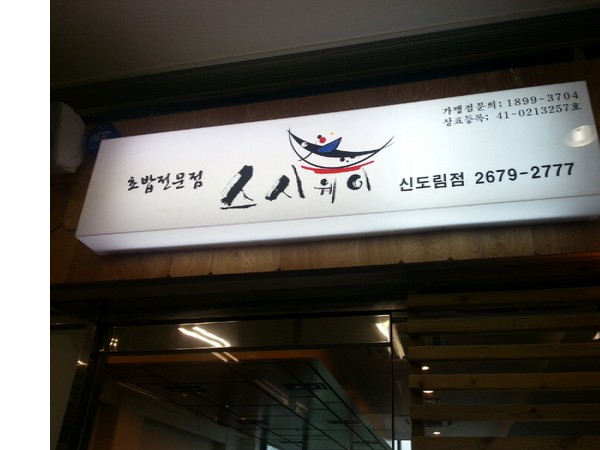 가맹점문의; 1899-3704
상표등록; 41-0213257호
초밥전문점 스시웨이 신도림점 2679-2777